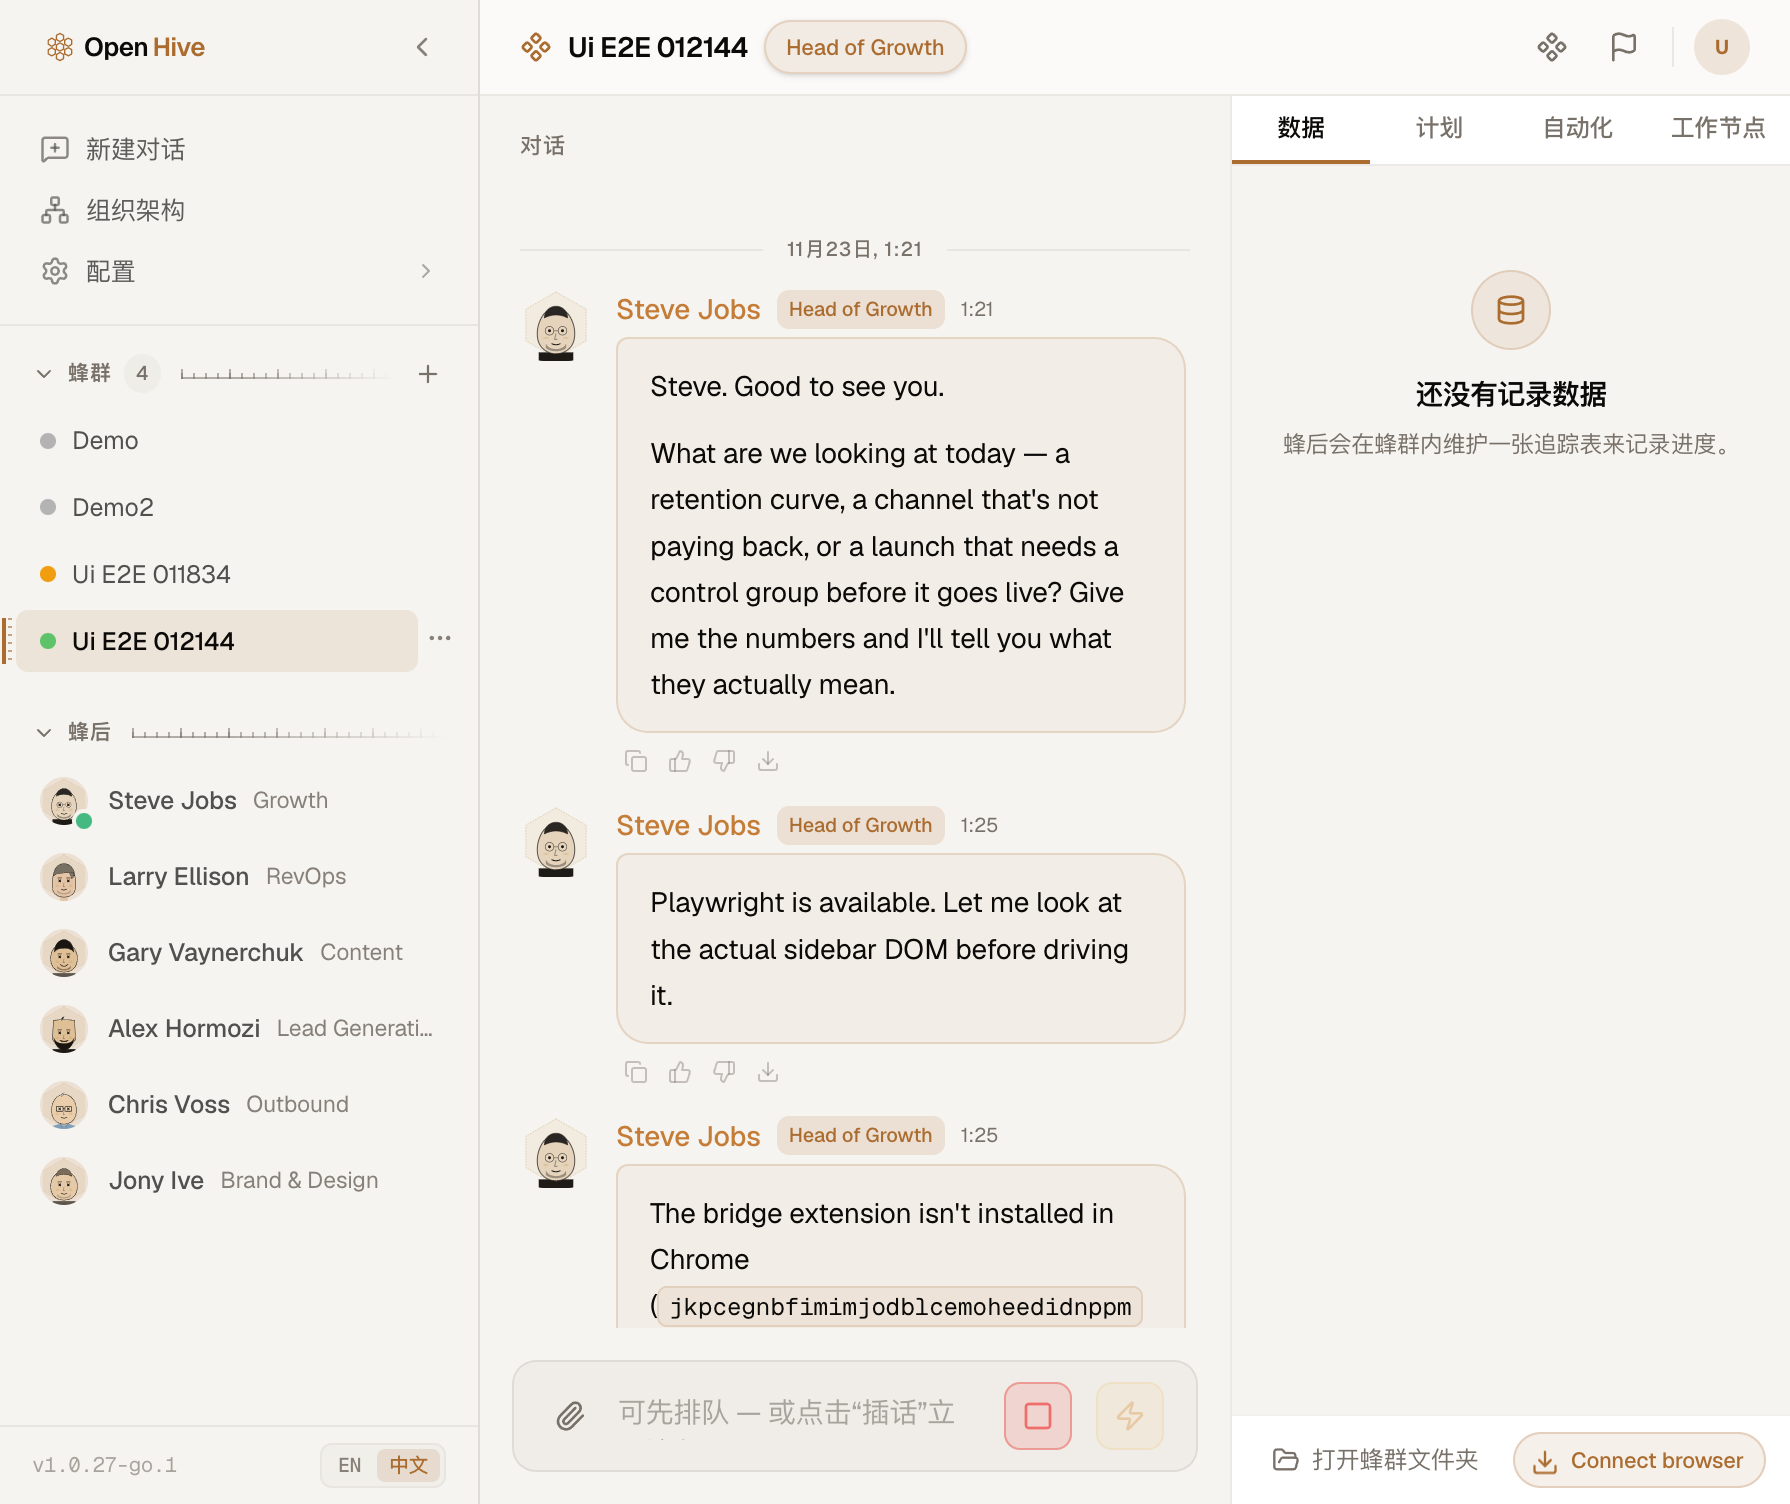 Open Hive
新建对话
组织架构
配置
蜂群 4
Demo
Demo2
Ui E2E 011834
Ui E2E 012144
蜂后
Steve Jobs Growth
Larry Ellison RevOps
Gary Vaynerchuk Content
Alex Hormozi Lead Generati...
Chris Voss Outbound
Jony Ive Brand & Design
v1.0.27-go.1
EN 中文
Ui E2E 012144 Head of Growth
U
对话
11月23日, 1:21
Steve Jobs Head of Growth 1:21
Steve. Good to see you.
What are we looking at today — a
retention curve, a channel that's not
paying back, or a launch that needs a
control group before it goes live? Give
me the numbers and I'll tell you what
they actually mean.
Steve Jobs Head of Growth 1:25
Playwright is available. Let me look at
the actual sidebar DOM before driving
it.
Steve Jobs Head of Growth 1:25
The bridge extension isn't installed in
Chrome
(jkpcegnbfimimjodblcemoheedidnppm
可先排队 — 或点击“插话”立
数据 计划 自动化 工作节点
还没有记录数据
蜂后会在蜂群内维护一张追踪表来记录进度。
打开蜂群文件夹
Connect browser